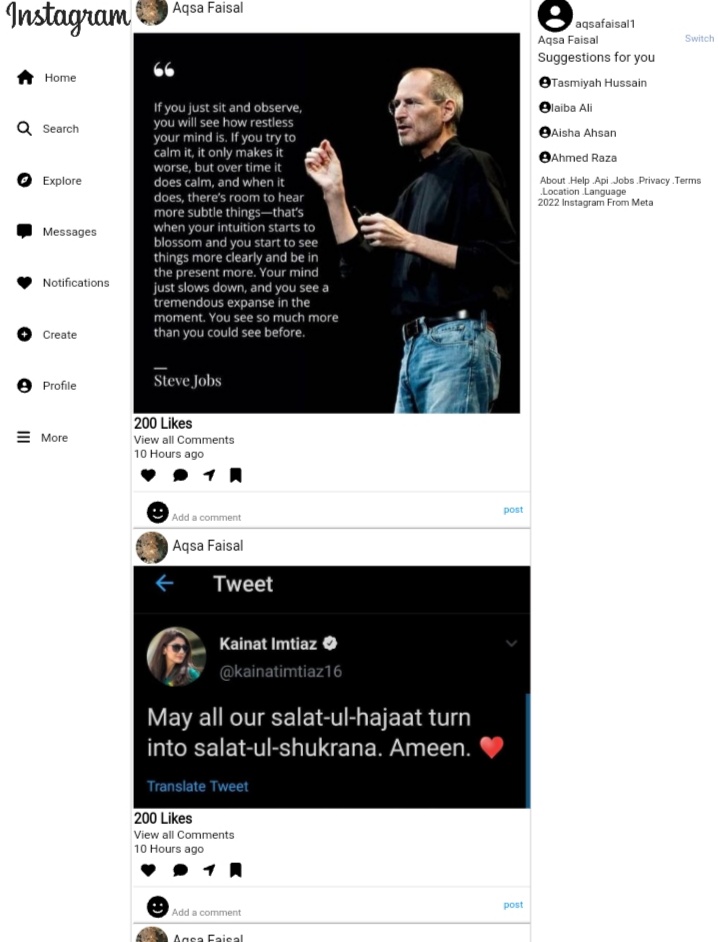 Instagram
Home
Search
Explore
Messages
Notifications
Create
Profile
More
Aqsa Faisal
“
If you just sit and observe,
you will see how restless
your mind is. If you try to
calm it, it only makes it
worse, but over time it
does calm, and when it
does, there's room to hear
more subtle things—that's
when your intuition starts to
blossom and you start to see
things more clearly and be in
the present more. Your mind
just slows down, and you see a
tremendous expanse in the
moment. You see so much more
than you could see before.
Steve Jobs
200 Likes
View all Comments
10 Hours ago
Add a comment
post
Aqsa Faisal
Tweet
Kainat Imtiaz
@kainatimtiaz16
May all our salat-ul-hajaat turn
into salat-ul-shukrana. Ameen. ❤️
Translate Tweet
200 Likes
View all Comments
10 Hours ago
Add a comment
post
Aqsa Faisal
aqsafaisal1
Aqsa Faisal
Switch
Suggestions for you
Tasmiyah Hussain
laiba Ali
Aisha Ahsan
Ahmed Raza
About .Help .Api .Jobs .Privacy .Terms
.Location .Language
2022 Instagram From Meta